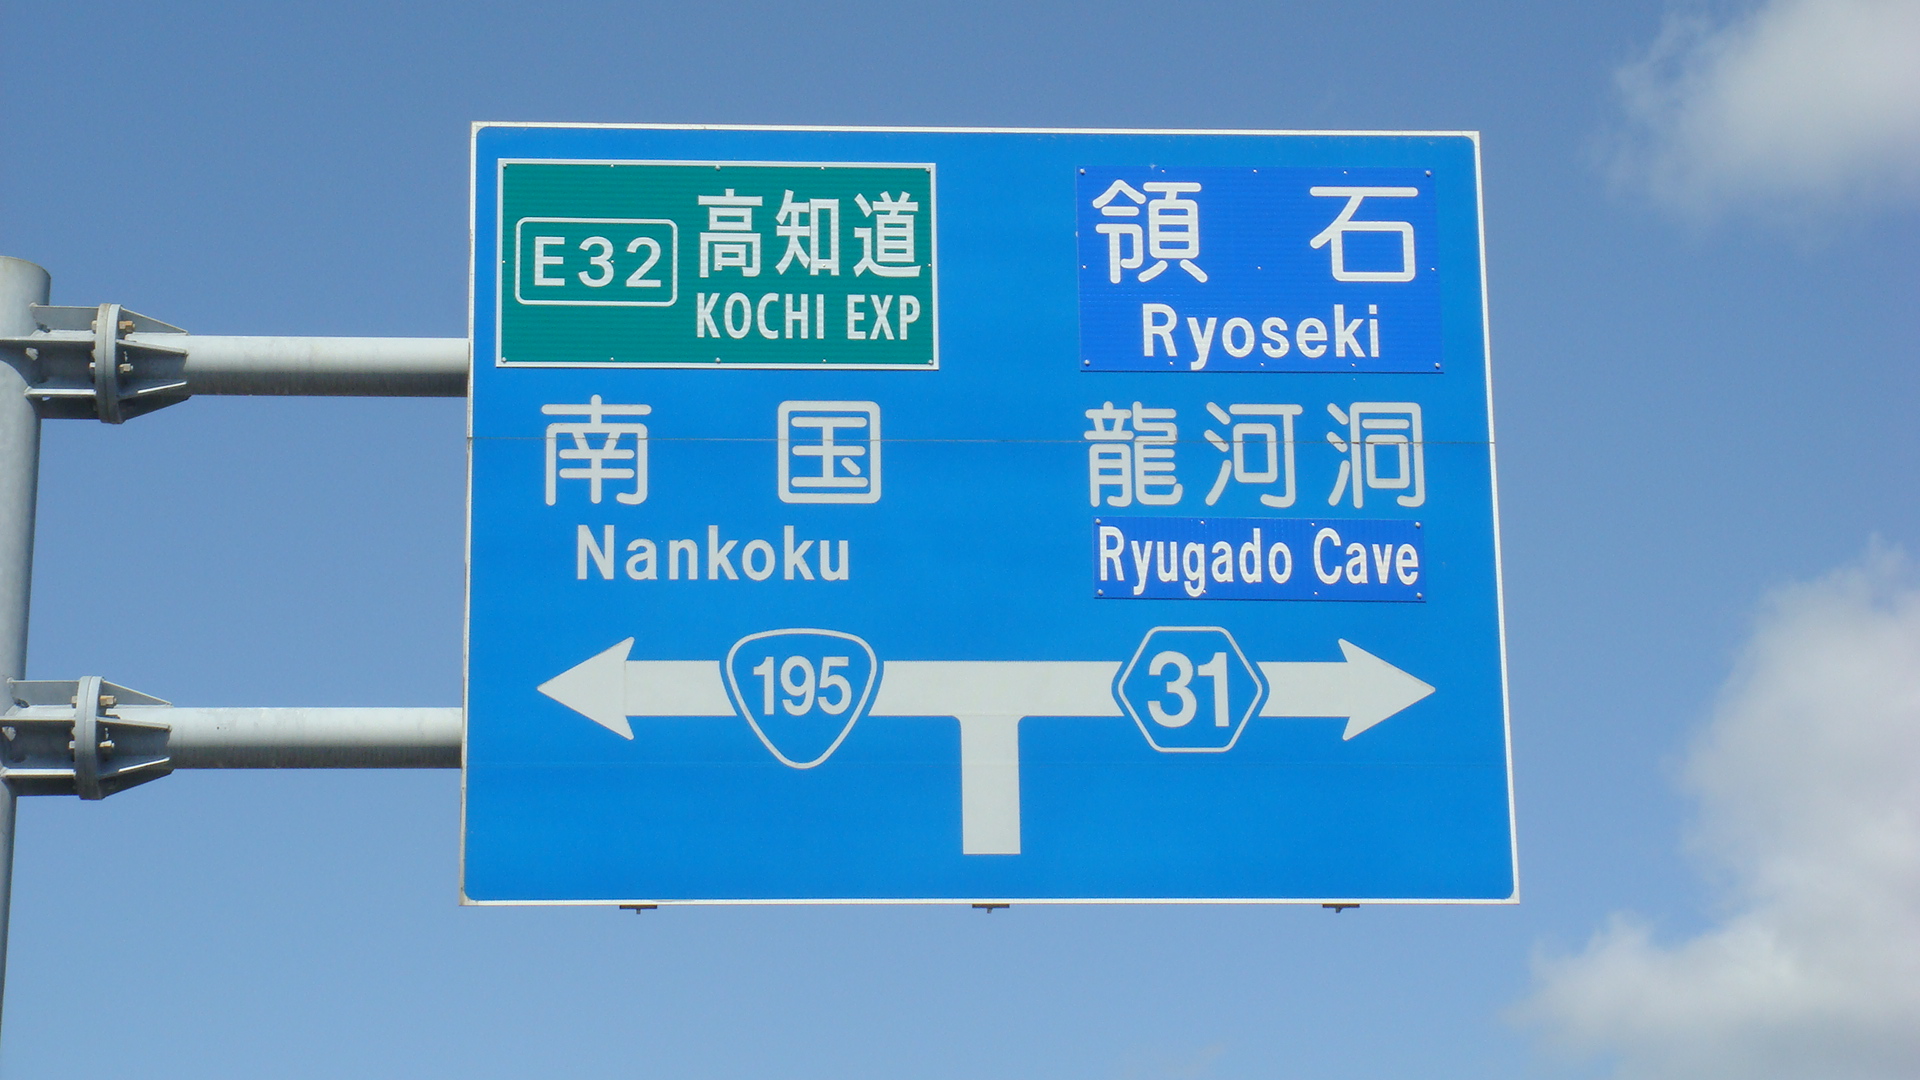 E32 高知道
KOCHI EXP
領石
Ryoseki
南国
Nankoku
龍河洞
Ryugado Cave
195
31